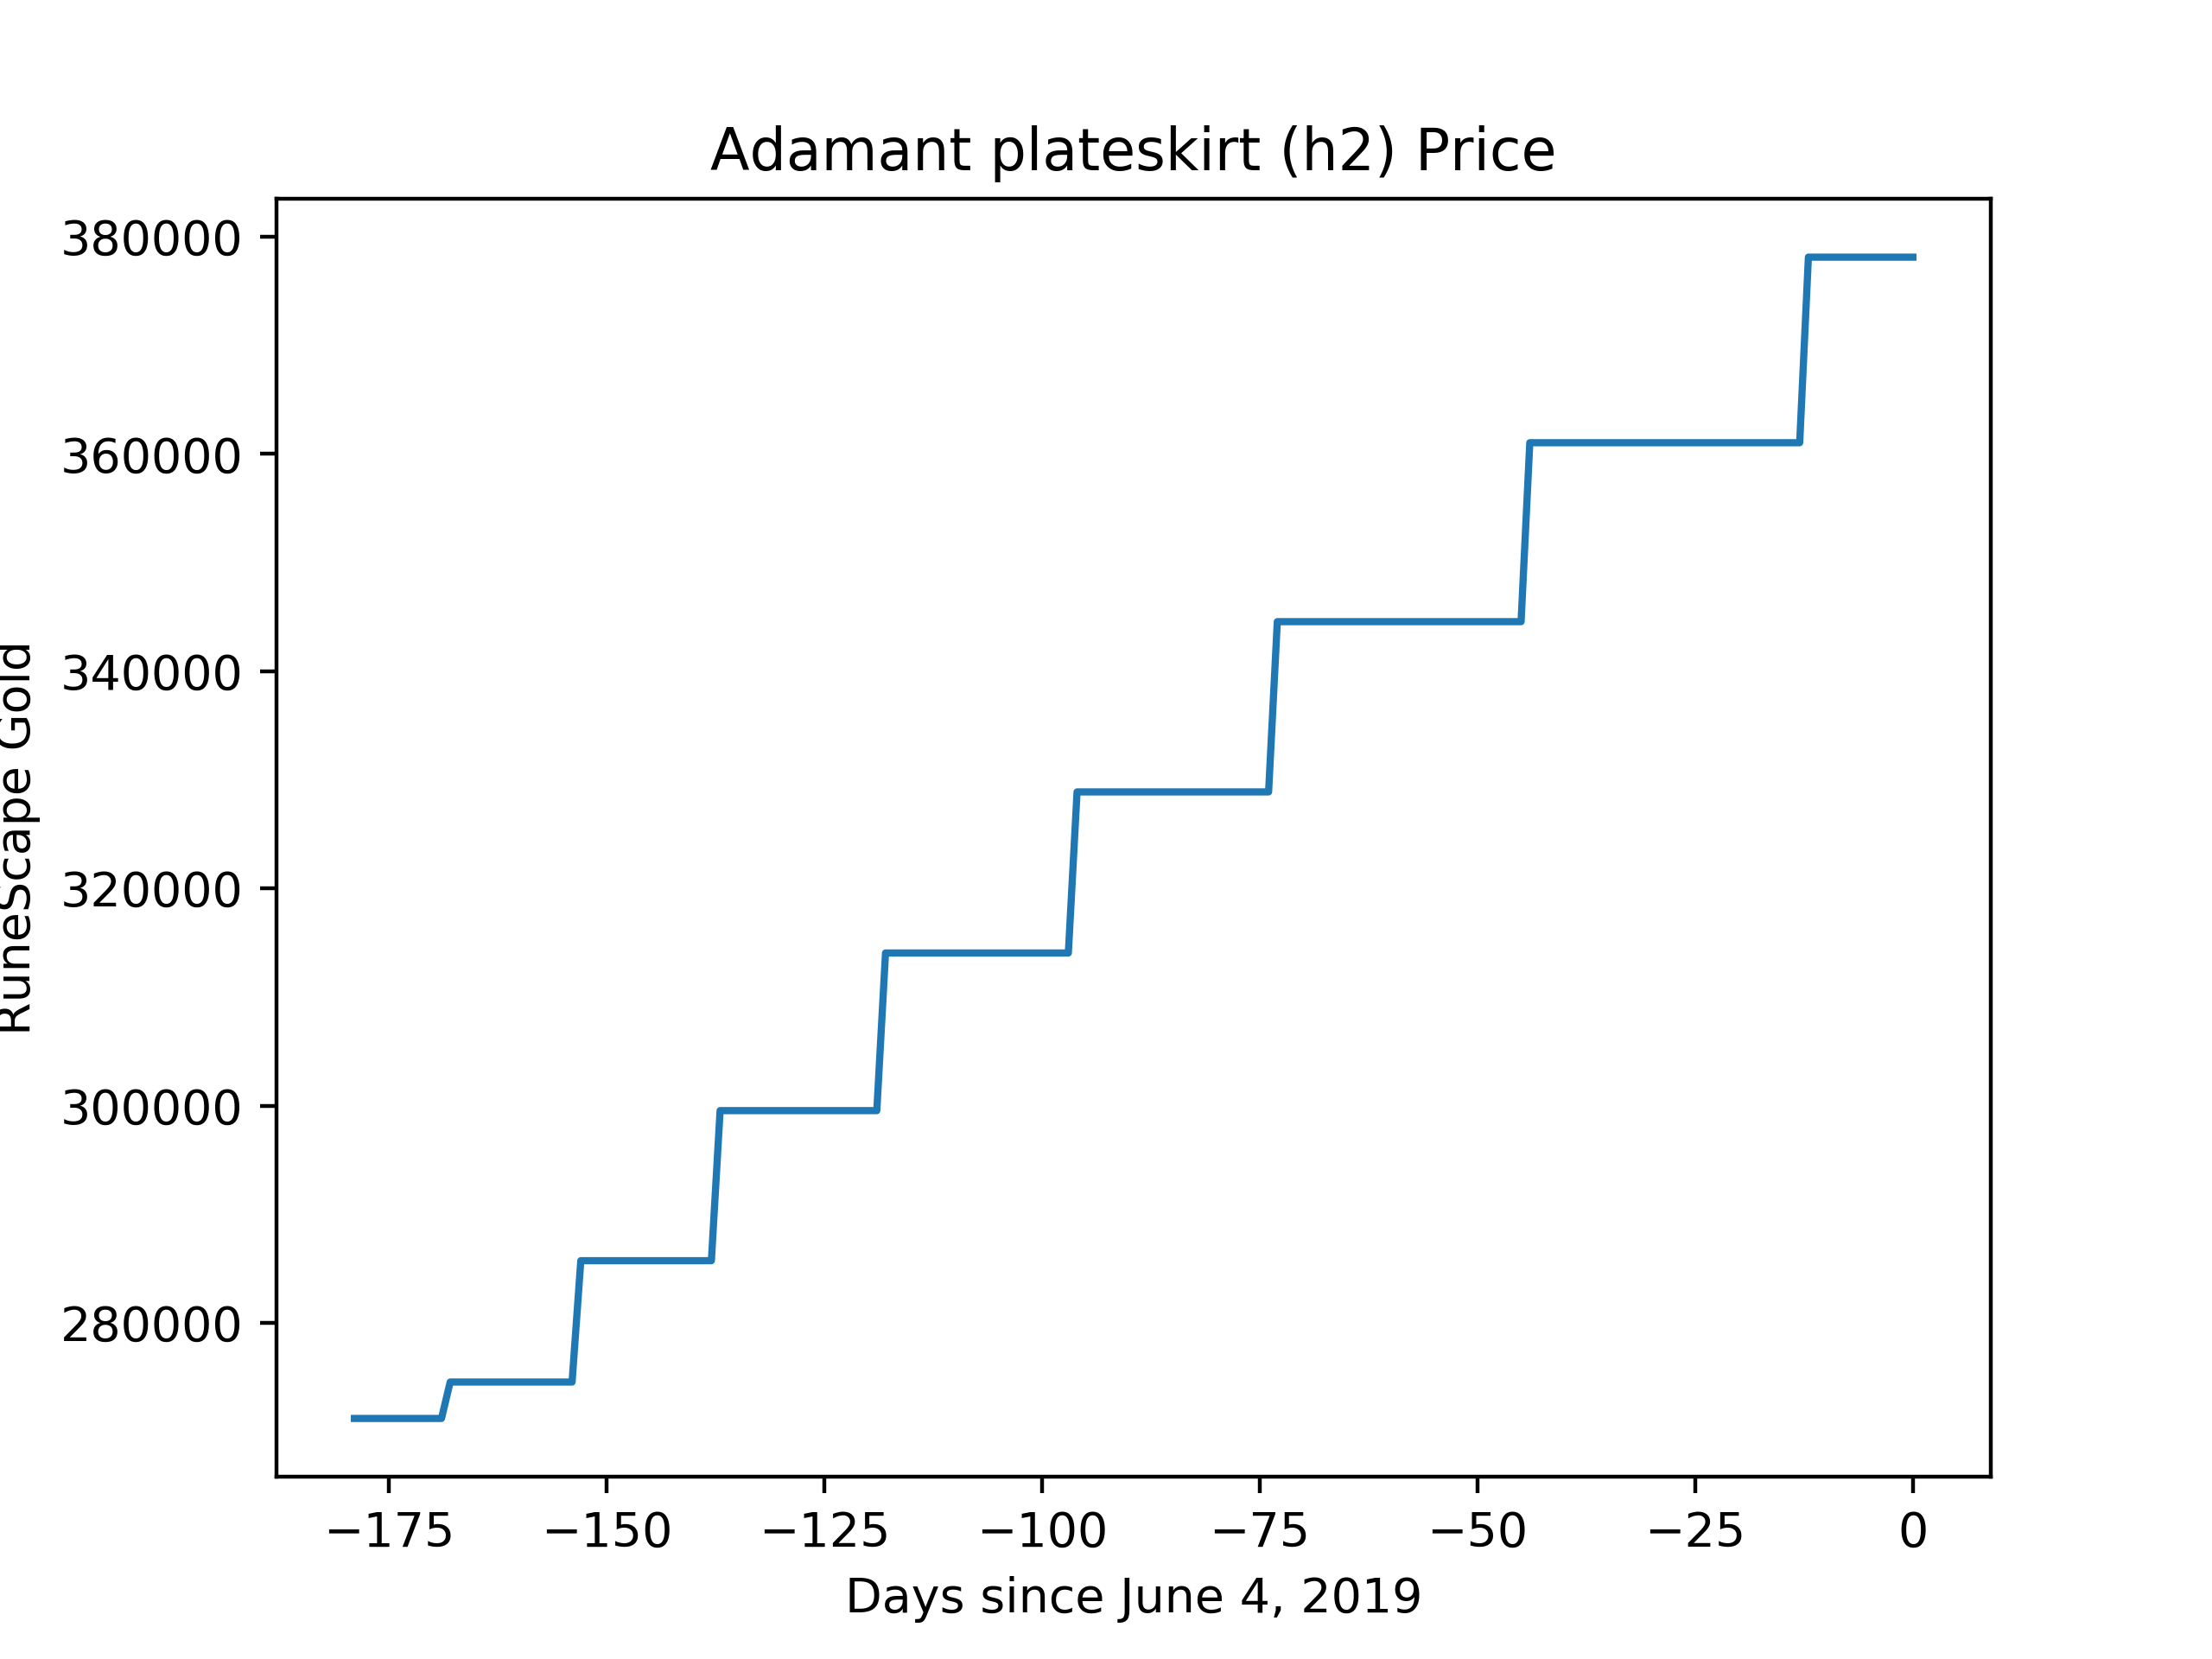 Adamant plateskirt (h2) Price
380000
360000
340000
320000
300000
280000
RuneScape Gold
−175 −150 −125 −100 −75 −50 −25 0
Days since June 4, 2019